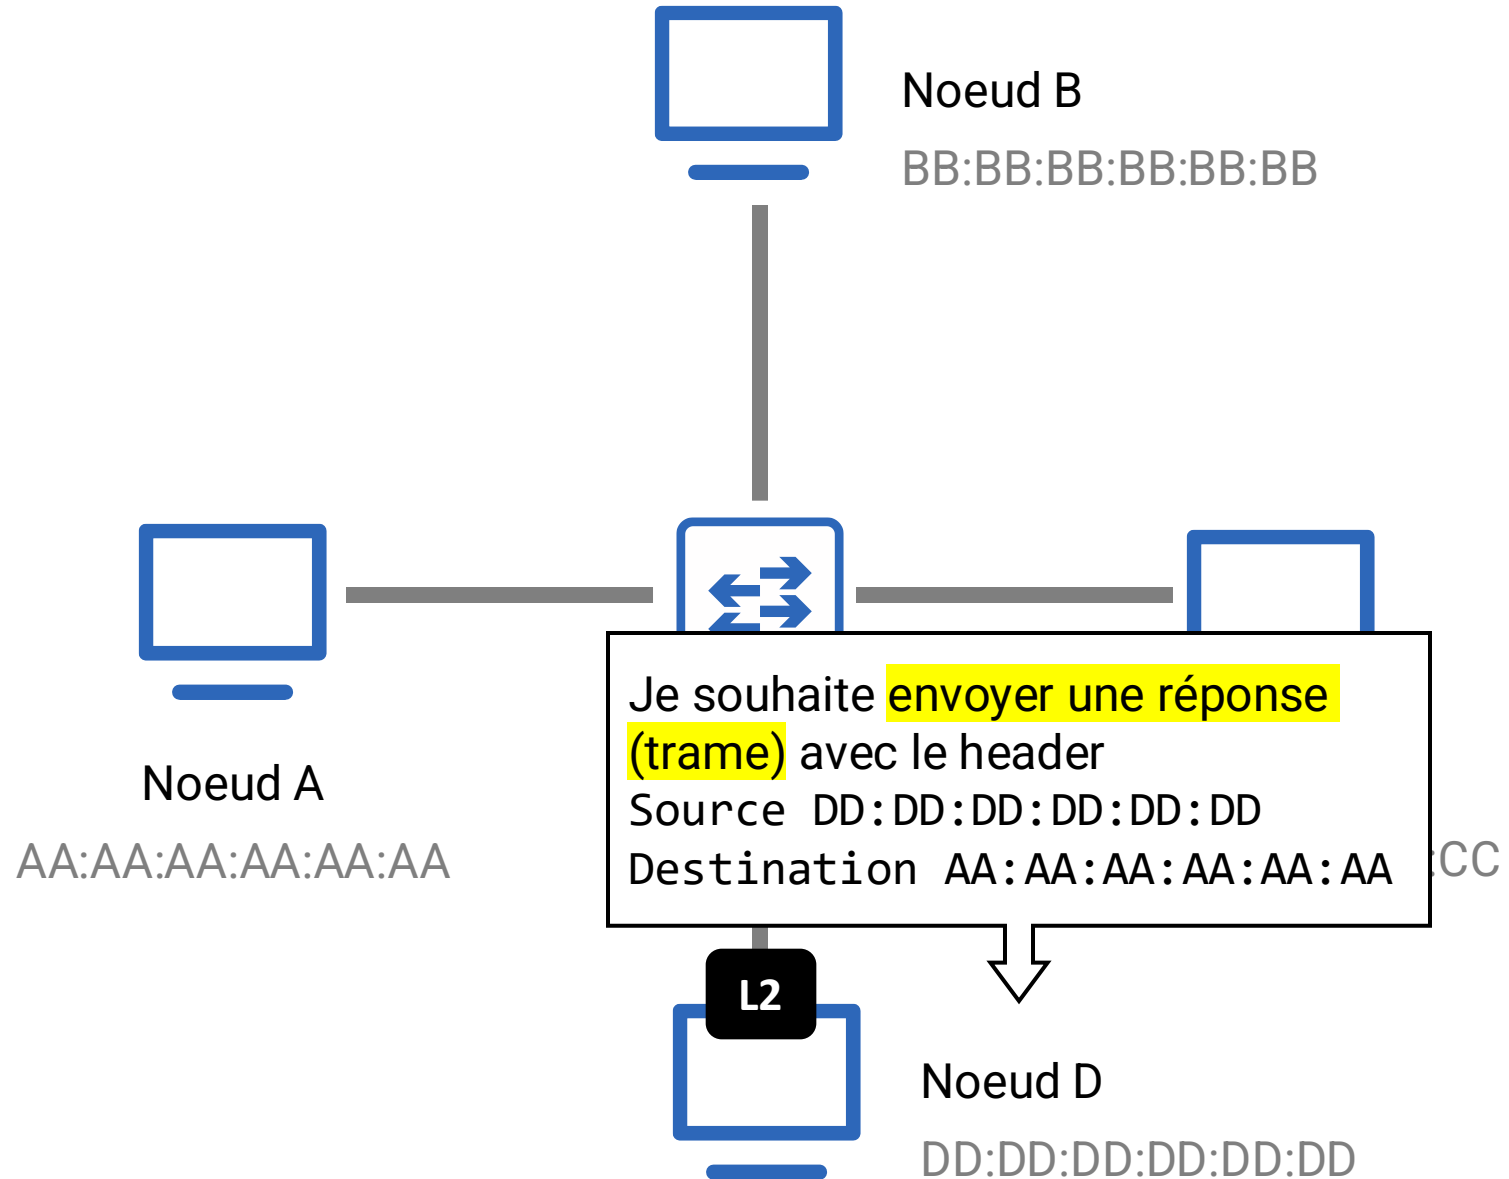 Noeud B
BB:BB:BB:BB:BB:BB
Je souhaite envoyer une réponse
(trame) avec le header
Source DD:DD:DD:DD:DD:DD
Destination AA:AA:AA:AA:AA:AA
Noeud A
AA:AA:AA:AA:AA:AA
:CC
L2
Noeud D
DD:DD:DD:DD:DD:DD